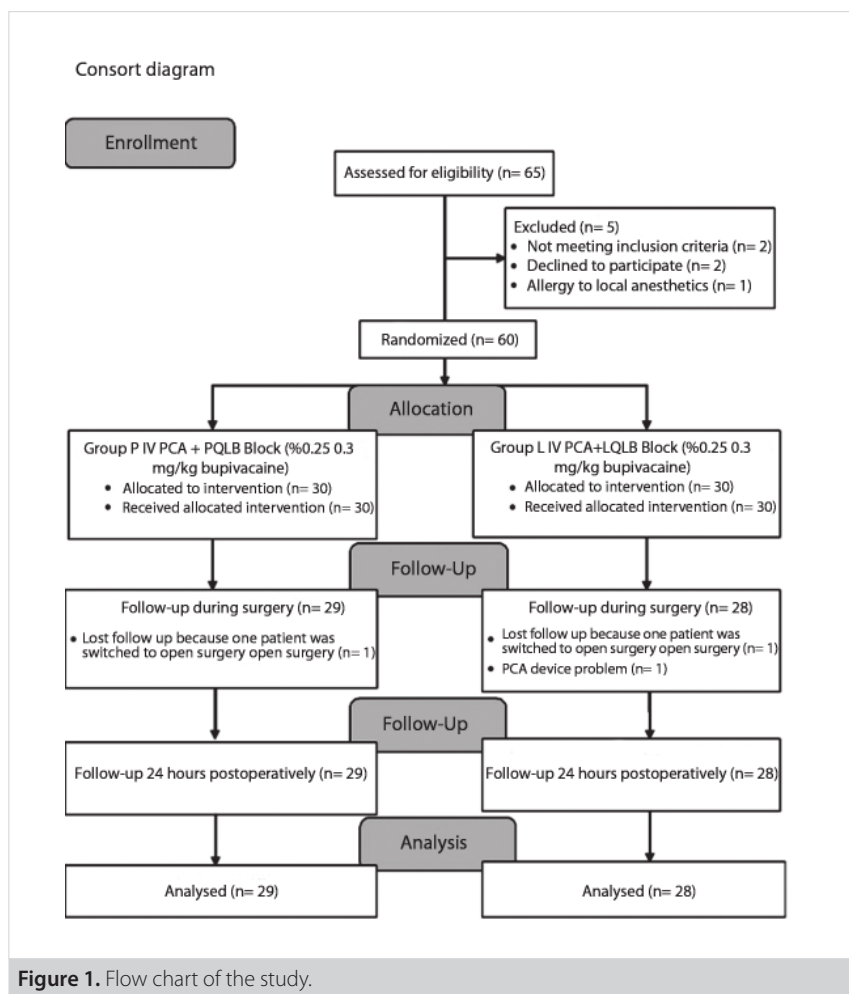 Consort diagram
Enrollment
Assessed for eligibility (n= 65)
Excluded (n= 5)
• Not meeting inclusion criteria (n= 2)
• Declined to participate (n= 2)
• Allergy to local anesthetics (n= 1)
Randomized (n= 60)
Allocation
Group P IV PCA + PQLB Block (%0.25 0.3
mg/kg bupivacaine)
• Allocated to intervention (n= 30)
• Received allocated intervention (n= 30)
Group L IV PCA+LQLB Block (%0.25 0.3
mg/kg bupivacaine)
• Allocated to intervention (n= 30)
• Received allocated intervention (n= 30)
Follow-Up
Follow-up during surgery (n= 29)
• Lost follow up because one patient was
switched to open surgery open surgery (n= 1)
Follow-up during surgery (n= 28)
• Lost follow up because one patient was
switched to open surgery open surgery (n= 1)
• PCA device problem (n= 1)
Follow-Up
Follow-up 24 hours postoperatively (n= 29)
Follow-up 24 hours postoperatively (n= 28)
Analysis
Analysed (n= 29)
Analysed (n= 28)
Figure 1. Flow chart of the study.